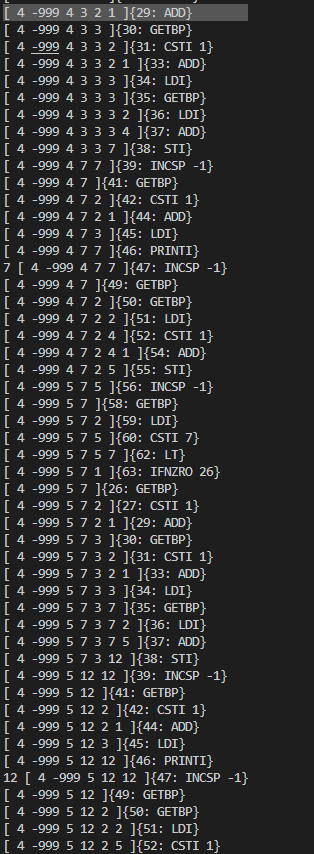 [ 4 -999 4 3 2 1 ]{29: ADD}
[ 4 -999 4 3 3 ]{30: GETBP}
[ 4 -999 4 3 3 2 ]{31: CSTI 1}
[ 4 -999 4 3 3 2 1 ]{33: ADD}
[ 4 -999 4 3 3 3 ]{34: LDI}
[ 4 -999 4 3 3 3 ]{35: GETBP}
[ 4 -999 4 3 3 3 2 ]{36: LDI}
[ 4 -999 4 3 3 3 4 ]{37: ADD}
[ 4 -999 4 3 3 7 ]{38: STI}
[ 4 -999 4 7 7 ]{39: INCSP -1}
[ 4 -999 4 7 ]{41: GETBP}
[ 4 -999 4 7 2 ]{42: CSTI 1}
[ 4 -999 4 7 2 1 ]{44: ADD}
[ 4 -999 4 7 3 ]{45: LDI}
[ 4 -999 4 7 7 ]{46: PRINTI}
7 [ 4 -999 4 7 7 ]{47: INCSP -1}
[ 4 -999 4 7 ]{49: GETBP}
[ 4 -999 4 7 2 ]{50: GETBP}
[ 4 -999 4 7 2 2 ]{51: LDI}
[ 4 -999 4 7 2 4 ]{52: CSTI 1}
[ 4 -999 4 7 2 4 1 ]{54: ADD}
[ 4 -999 4 7 2 5 ]{55: STI}
[ 4 -999 5 7 5 ]{56: INCSP -1}
[ 4 -999 5 7 ]{58: GETBP}
[ 4 -999 5 7 2 ]{59: LDI}
[ 4 -999 5 7 5 ]{60: CSTI 7}
[ 4 -999 5 7 5 7 ]{62: LT}
[ 4 -999 5 7 1 ]{63: IFNZRO 26}
[ 4 -999 5 7 ]{26: GETBP}
[ 4 -999 5 7 2 ]{27: CSTI 1}
[ 4 -999 5 7 2 1 ]{29: ADD}
[ 4 -999 5 7 3 ]{30: GETBP}
[ 4 -999 5 7 3 2 ]{31: CSTI 1}
[ 4 -999 5 7 3 2 1 ]{33: ADD}
[ 4 -999 5 7 3 3 ]{34: LDI}
[ 4 -999 5 7 3 7 ]{35: GETBP}
[ 4 -999 5 7 3 7 2 ]{36: LDI}
[ 4 -999 5 7 3 7 5 ]{37: ADD}
[ 4 -999 5 7 3 12 ]{38: STI}
[ 4 -999 5 12 12 ]{39: INCSP -1}
[ 4 -999 5 12 ]{41: GETBP}
[ 4 -999 5 12 2 ]{42: CSTI 1}
[ 4 -999 5 12 2 1 ]{44: ADD}
[ 4 -999 5 12 3 ]{45: LDI}
[ 4 -999 5 12 12 ]{46: PRINTI}
12 [ 4 -999 5 12 12 ]{47: INCSP -1}
[ 4 -999 5 12 ]{49: GETBP}
[ 4 -999 5 12 2 ]{50: GETBP}
[ 4 -999 5 12 2 2 ]{51: LDI}
[ 4 -999 5 12 2 5 ]{52: CSTI 1}